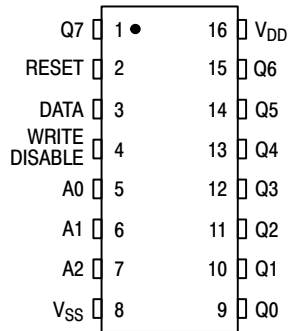 Q7 1 16 VDD
RESET 2 15 Q6
DATA 3 14 Q5
WRITE
DISABLE 4 13 Q4
A0 5 12 Q3
A1 6 11 Q2
A2 7 10 Q1
VSS 8 9 Q0